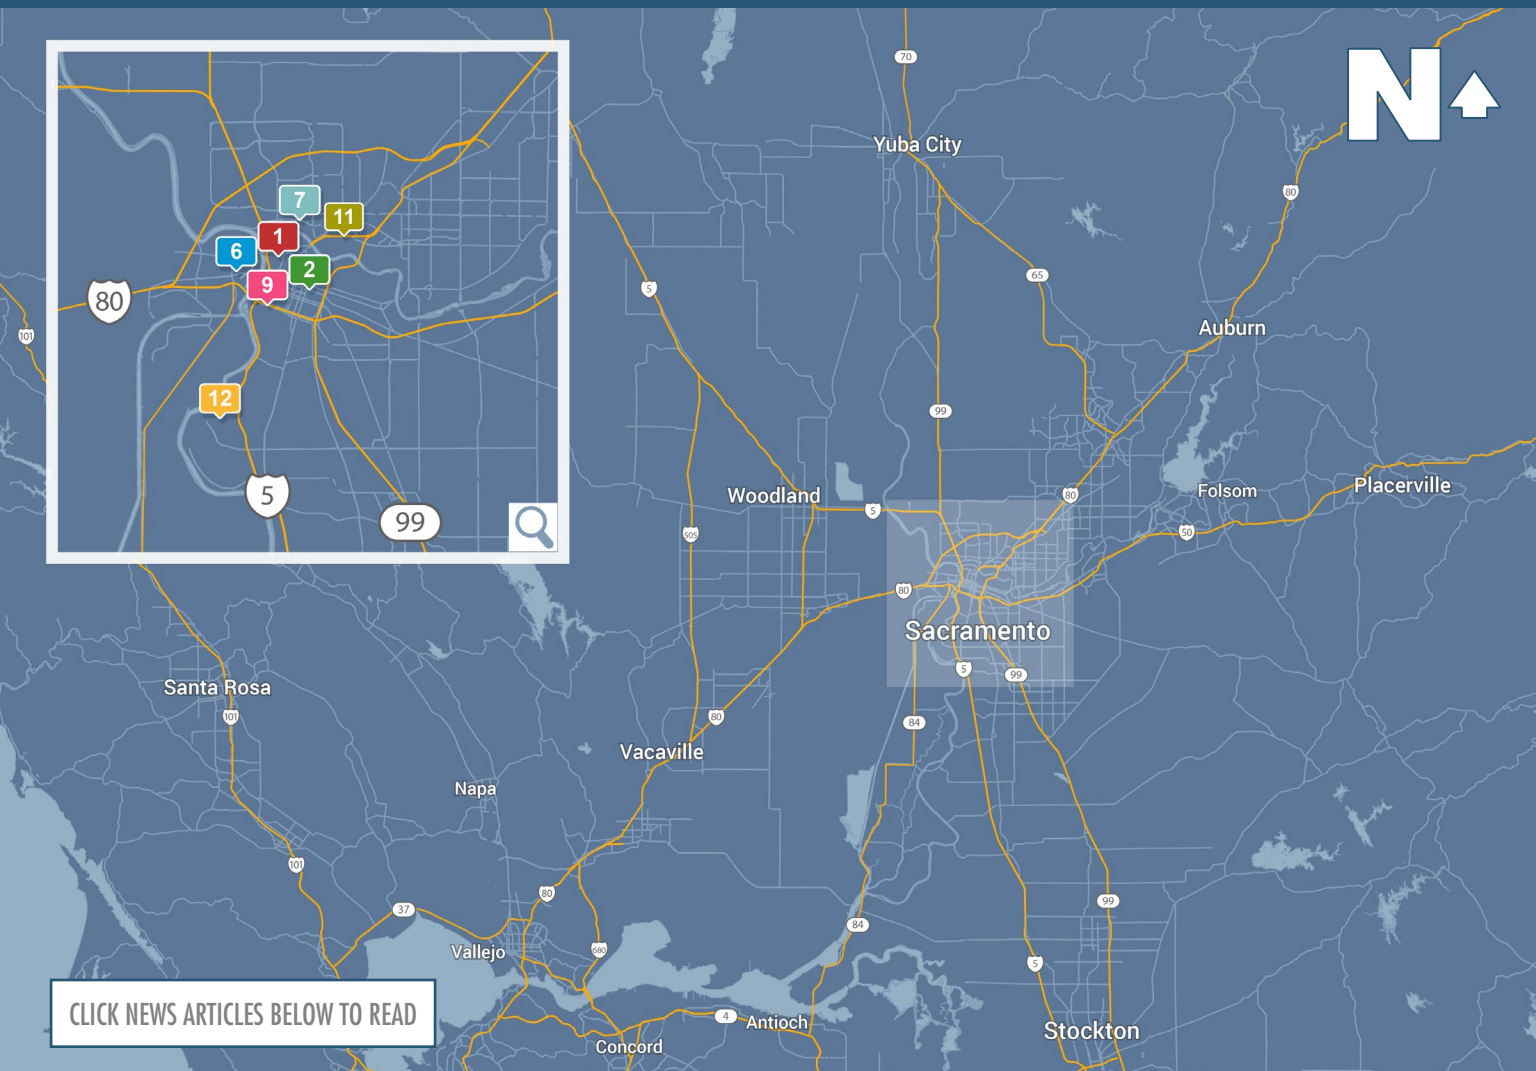 70
N
Yuba City
80
7
11
1
6
2
9
80
65
5
101
Auburn
12
99
5
99
Woodland
5
80
Folsom
Placerville
505
50
80
Sacramento
5
99
Santa Rosa
101
80
84
Vacaville
Napa
101
80
99
37
84
Vallejo
680
5
CLICK NEWS ARTICLES BELOW TO READ
4
Antioch
Stockton
Concord